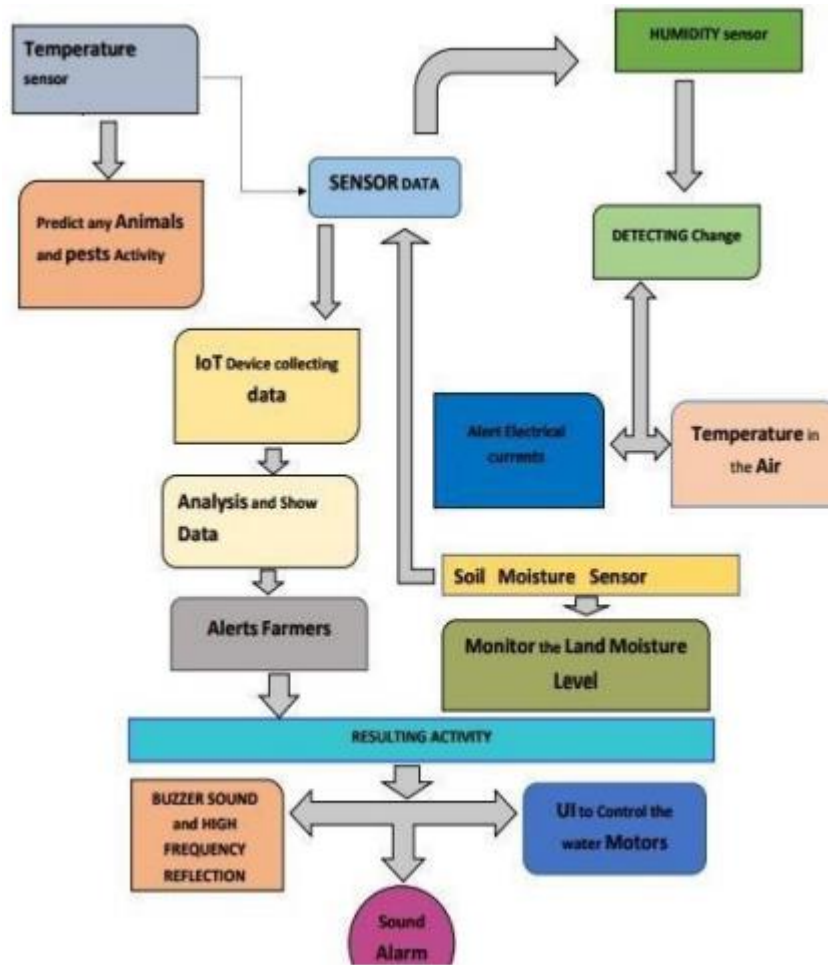 Temperature
sensor
HUMIDITY sensor
SENSOR DATA
Predict any Animals
and pests Activity
DETECTING Change
IoT Device collecting
data
Alert Electrical
currents
Temperature in
the Air
Analysis and Show
Data
Soil Moisture Sensor
Alerts Farmers
Monitor the Land Moisture
Level
RESULTING ACTIVITY
BUZZER SOUND
and HIGH
FREQUENCY
REFLECTION
UI to Control the
water Motors
Sound
Alarm